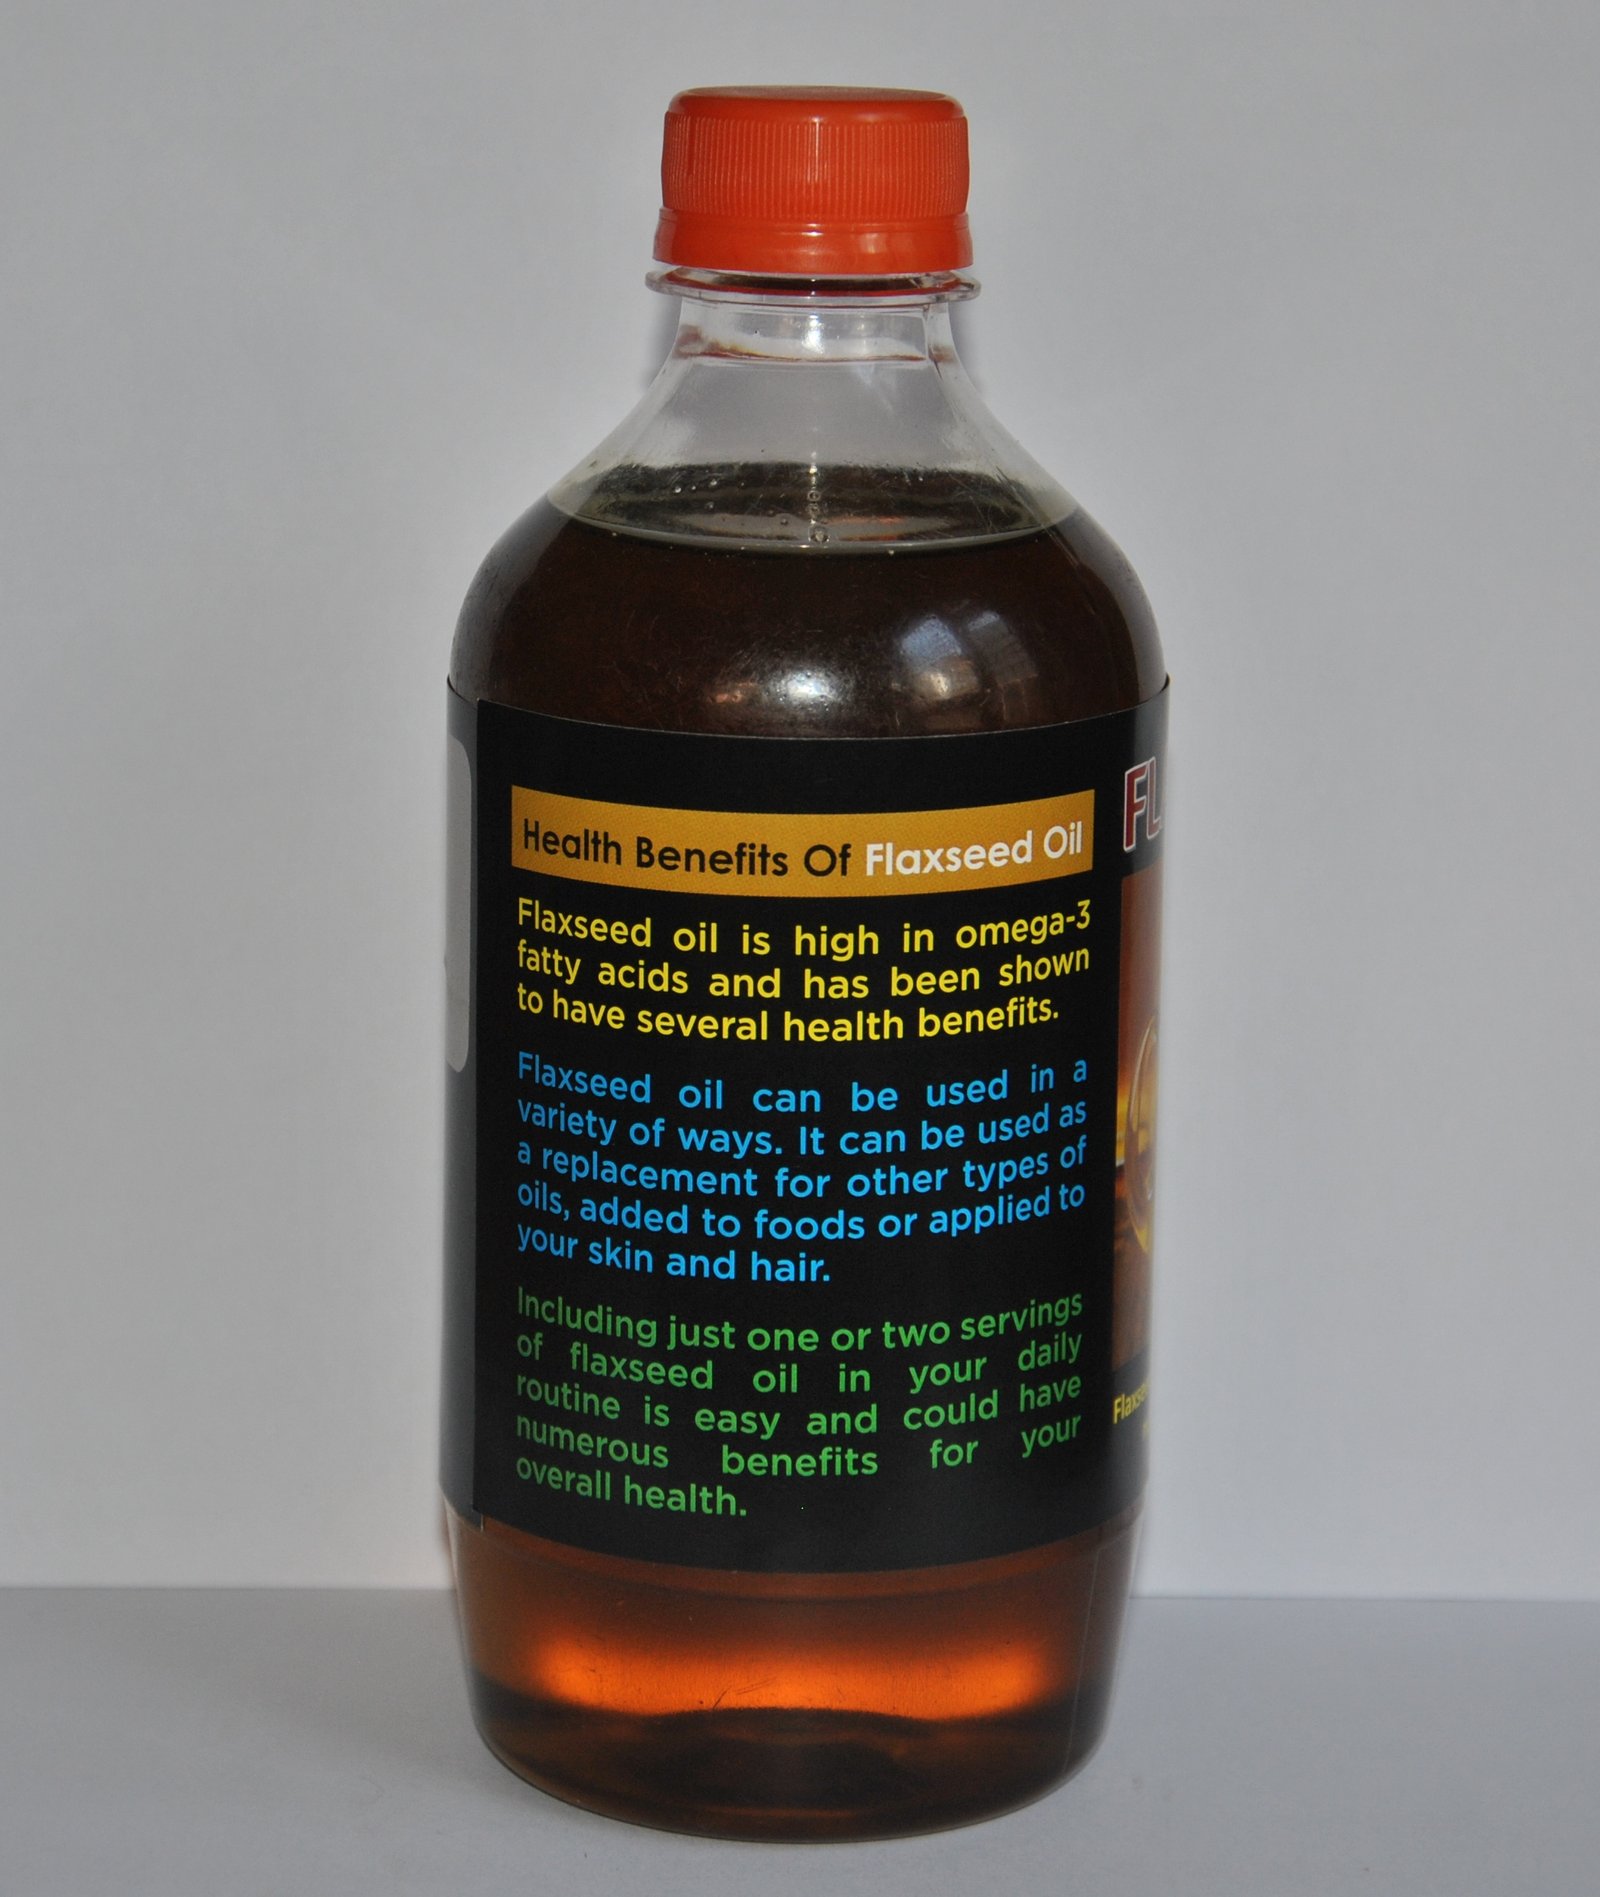 Health Benefits Of Flaxseed Oil
Flaxseed oil is high in omega-3
fatty acids and has been shown
to have several health benefits.
Flaxseed oil can be used in a
variety of ways. It can be used as
a replacement for other types of
oils, added to foods or applied to
your skin and hair.
Including just one or two servings
of flaxseed oil in your daily
routine is easy and could have
numerous benefits for your
overall health.